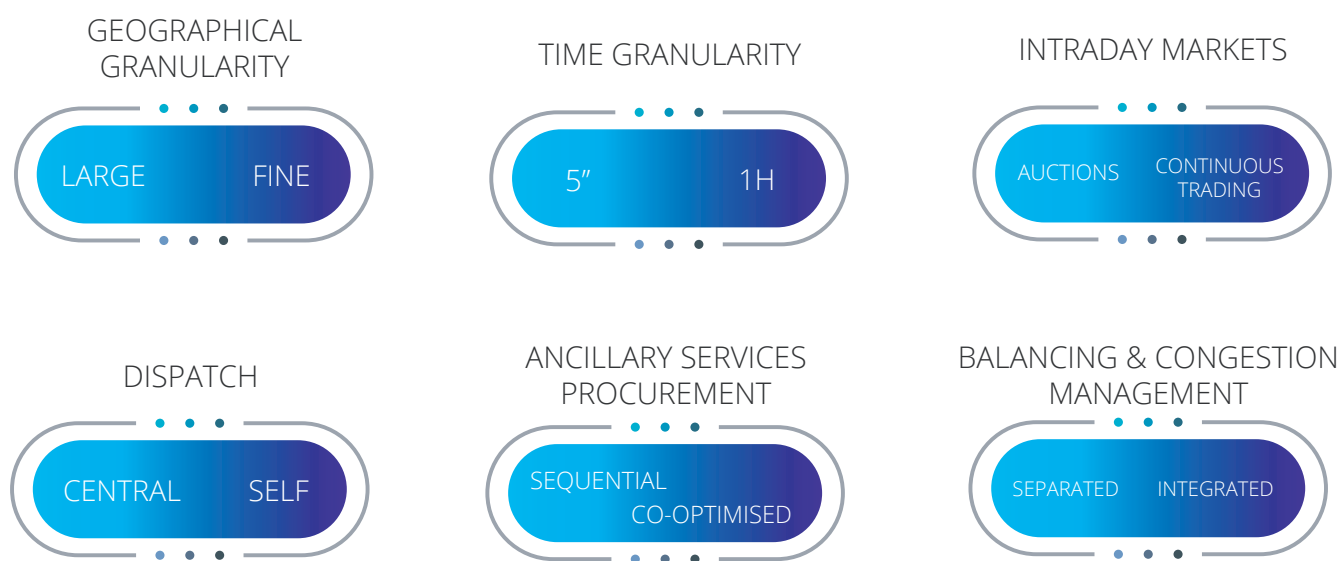 GEOGRAPHICAL
GRANULARITY
LARGE FINE
TIME GRANULARITY
5” 1H
INTRADAY MARKETS
AUCTIONS CONTINUOUS
TRADING
DISPATCH
CENTRAL SELF
ANCILLARY SERVICES
PROCUREMENT
SEQUENTIAL
CO-OPTIMISED
BALANCING & CONGESTION
MANAGEMENT
SEPARATED INTEGRATED